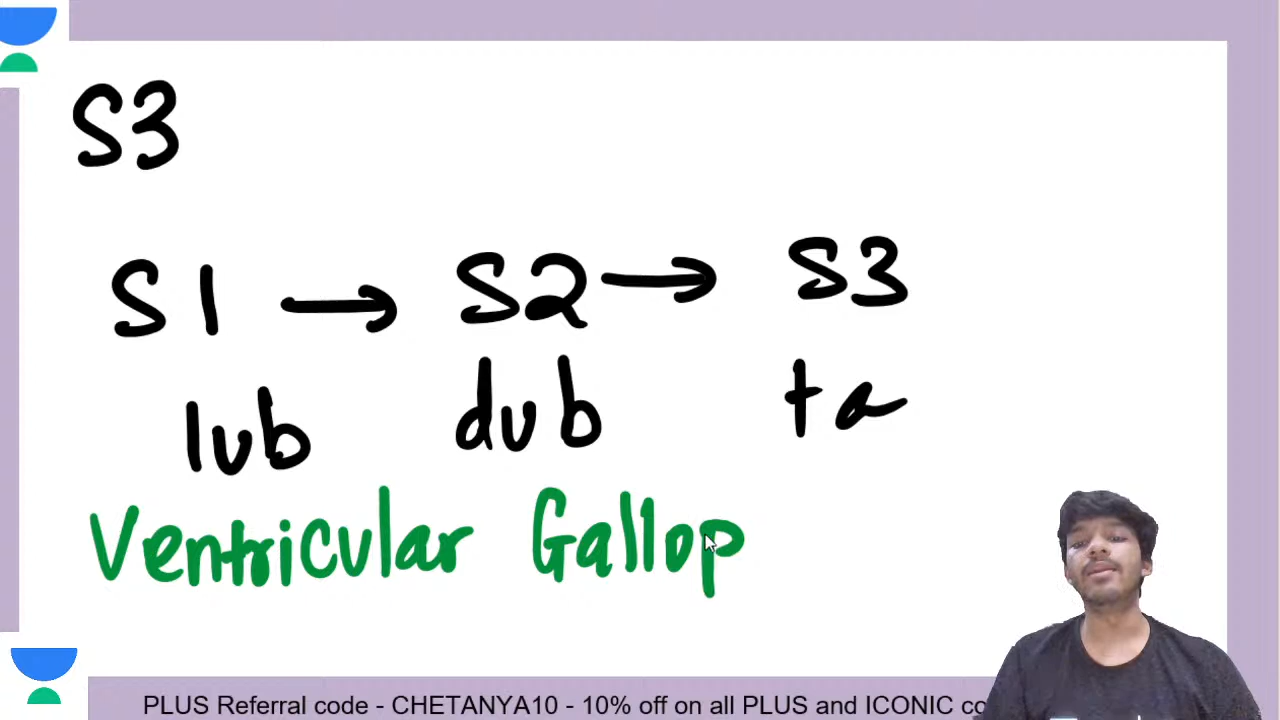 S3
S1 → S2 → S3
lub dub ta
Ventricular Gallop
PLUS Referral code - CHETANYA10 - 10% off on all PLUS and ICONIC